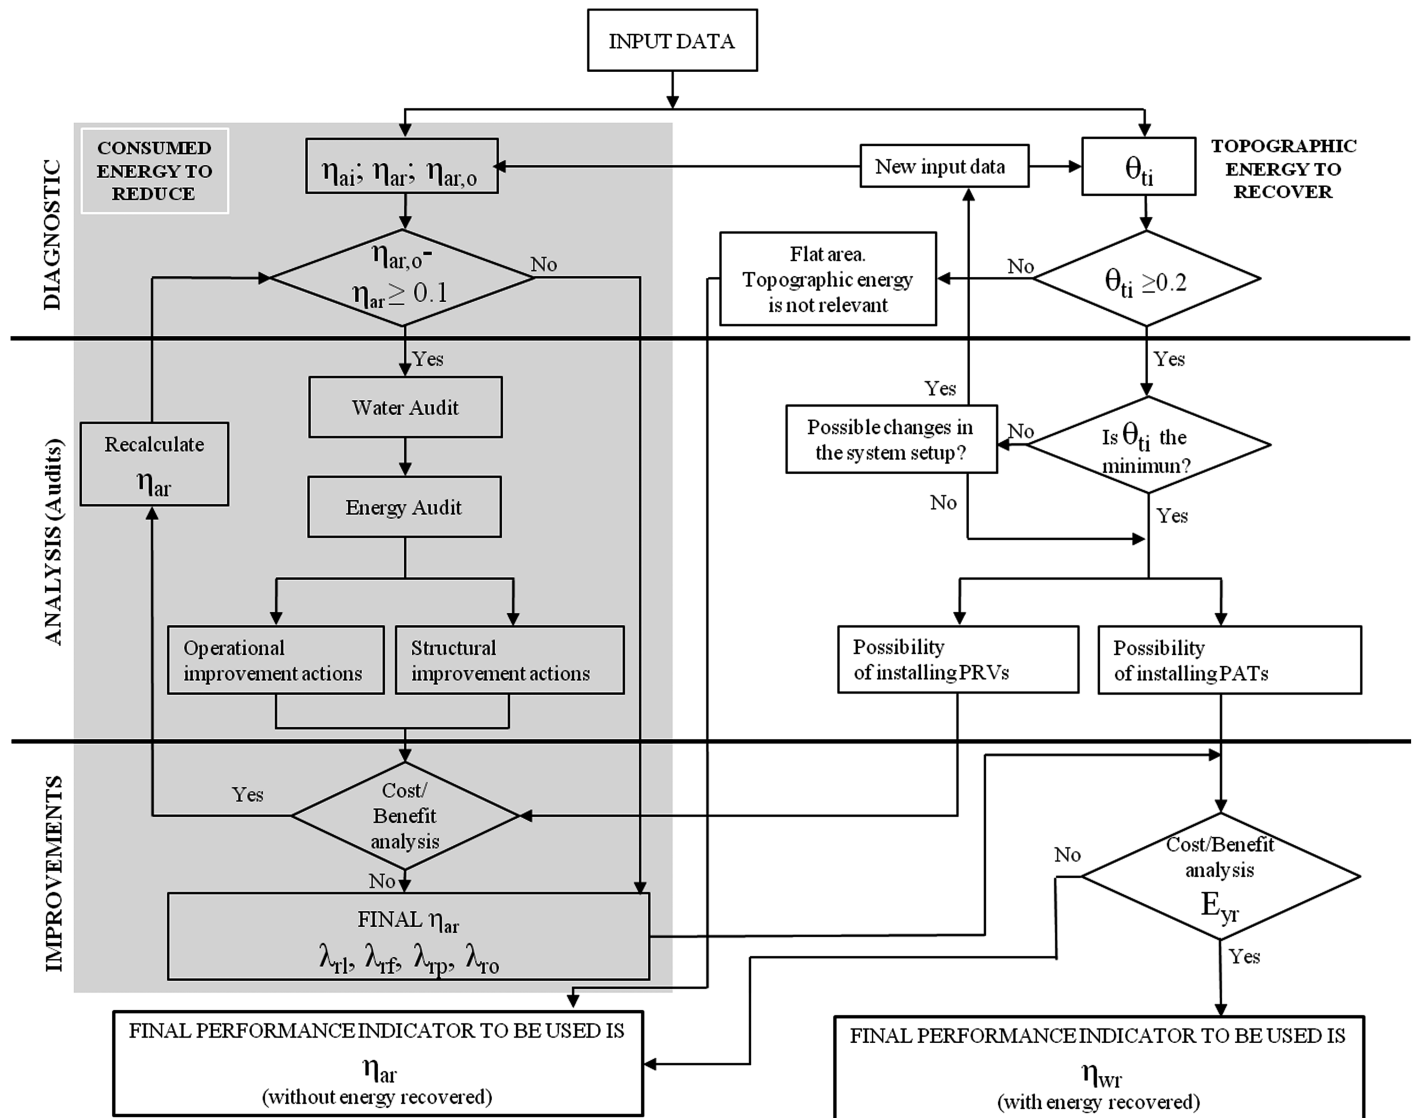 INPUT DATA
CONSUMED
ENERGY TO
REDUCE
ηai; ηar; ηar,o
New input data
θti
TOPOGRAPHIC
ENERGY TO
RECOVER
DIAGNOSTIC
ηar,o-
ηar ≥ 0.1
No
Flat area.
Topographic energy
is not relevant
No
θti ≥0.2
Yes
Yes
Water Audit
Yes
Possible changes in
the system setup?
No
Is θti the
minimun?
Recalculate
ηar
ANALYSIS (Audits)
Energy Audit
No
Yes
Operational
improvement actions
Structural
improvement actions
Possibility
of installing PRVs
Possibility
of installing PATs
IMPROVEMENTS
Yes
Cost/
Benefit
analysis
No
No
Cost/Benefit
analysis
Eyr
Yes
FINAL ηar
λrl, λrf, λrp, λro
FINAL PERFORMANCE INDICATOR TO BE USED IS
ηar
(without energy recovered)
FINAL PERFORMANCE INDICATOR TO BE USED IS
ηwr
(with energy recovered)